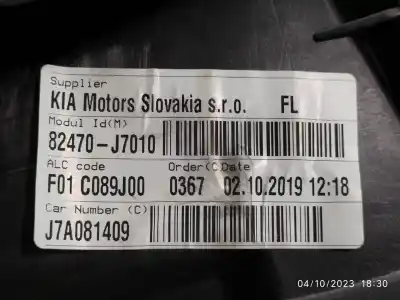 Supplier
KIA Motors Slovakia s.r.o. FL
Modul Id(M)
82470-J7010
ALC code Order(C Date
F01 C089J00 0367 02.10.2019 12:18
Car Number (C)
J7A081409
04/10/2023 18:30